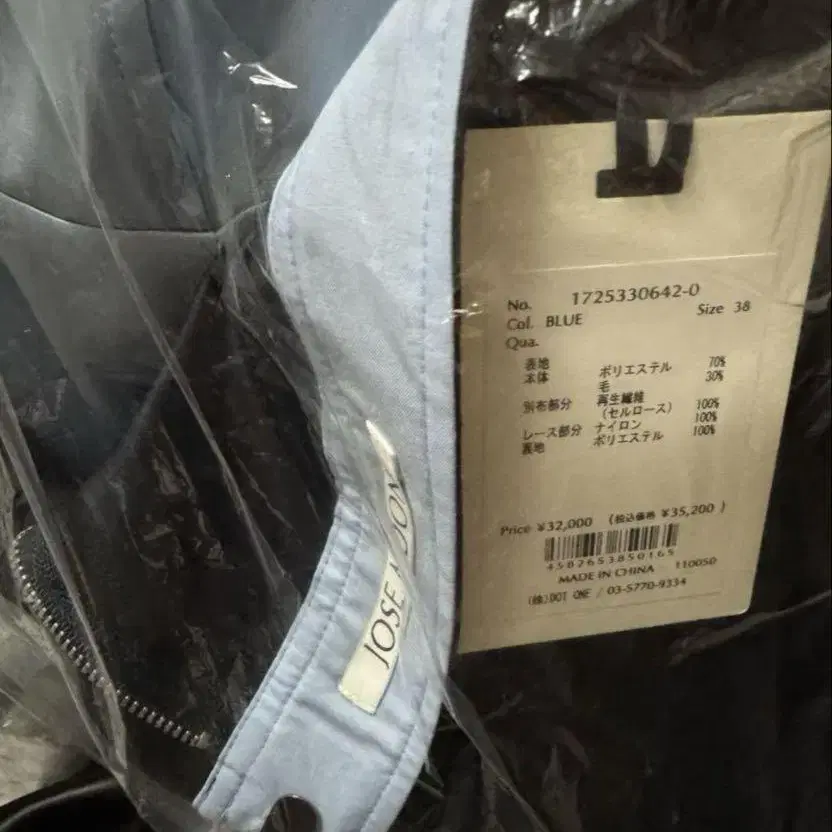 No. 1725330642-0
Col. BLUE Size 38
Qua.
表地
本体 ポリエステル 70%
毛 30%
別布部分 再生繊維
(セルロース) 100%
レース部分 ナイロン 100%
裏地 ポリエステル 100%
Price ¥32,000 (税込価格 ¥35,200 )
4582653850165
MADE IN CHINA 110050
(株)DOT ONE / 03-5770-9334
JOSE MOON